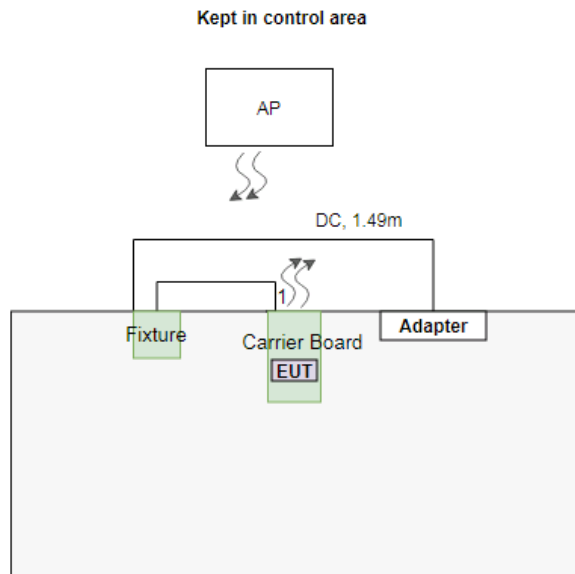 Kept in control area
AP
DC, 1.49m
1
Fixture
Carrier Board
Adapter
EUT